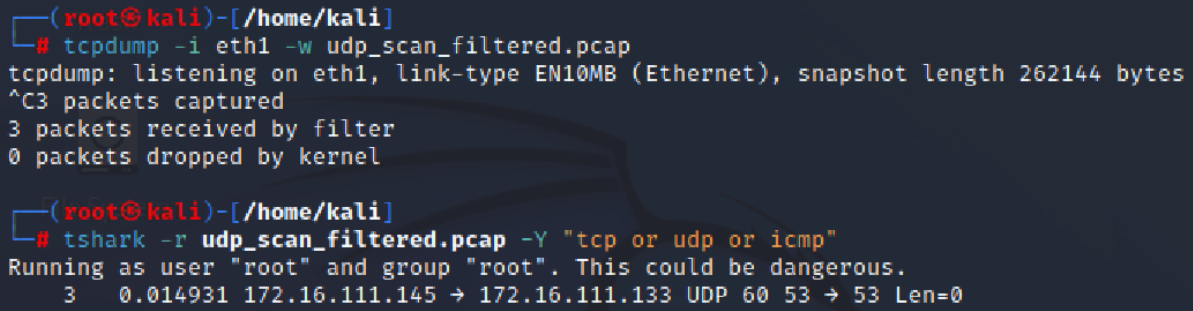 ┌──(root㉿kali)-[/home/kali]
└─# tcpdump -i eth1 -w udp_scan_filtered.pcap
tcpdump: listening on eth1, link-type EN10MB (Ethernet), snapshot length 262144 bytes
^C3 packets captured
3 packets received by filter
0 packets dropped by kernel
┌──(root㉿kali)-[/home/kali]
└─# tshark -r udp_scan_filtered.pcap -Y "tcp or udp or icmp"
Running as user "root" and group "root". This could be dangerous.
    3   0.014931 172.16.111.145 → 172.16.111.133 UDP 60 53 → 53 Len=0